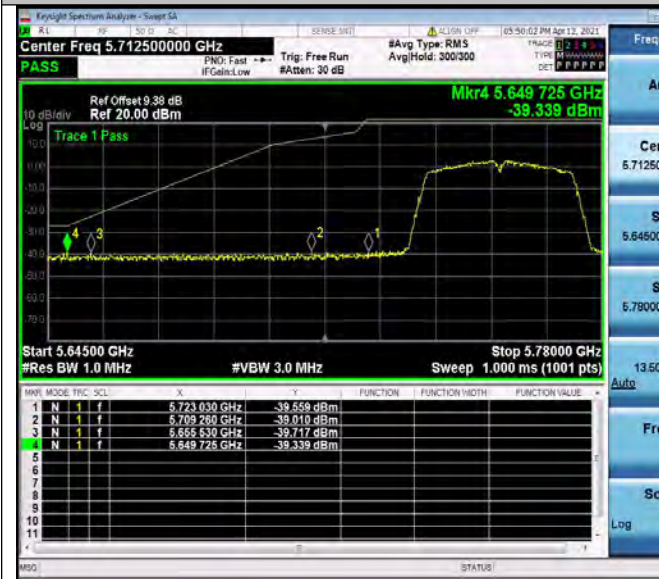 Keysight Spectrum Analyzer - Swept SA
RL RF 50 Ω AC SENSE:INT ALIGN OFF 05:50:02 PM Apr 12, 2021
Center Freq 5.712500000 GHz #Avg Type: RMS TRACE 1 2 3 4 5 6
PASS PNO: Fast Trig: Free Run Avg|Hold: 300/300 TYPE
IFGain:Low #Atten: 30 dB DET P P P P P P
Freq
Mkr4 5.649 725 GHz
-39.339 dBm
Ref Offset 9.38 dB
10 dB/div Ref 20.00 dBm
Log
Trace 1 Pass
10.0
0.00
-10.0
-20.0
-30.0
-40.0
-50.0
-60.0
-70.0
4 3 2 1
Start 5.64500 GHz Stop 5.78000 GHz
#Res BW 1.0 MHz #VBW 3.0 MHz Sweep 1.000 ms (1001 pts)
MKR MODE TRC SCL X Y FUNCTION FUNCTION WIDTH FUNCTION VALUE
1 N 1 f 5.723 030 GHz -39.559 dBm
2 N 1 f 5.709 260 GHz -39.010 dBm
3 N 1 f 5.655 530 GHz -39.717 dBm
4 N 1 f 5.649 725 GHz -39.339 dBm
5
6
7
8
9
10
11
MSG STATUS
A
Cer
5.71250
S
5.64500
S
5.78000
13.50
Auto
Fre
Sc
Log